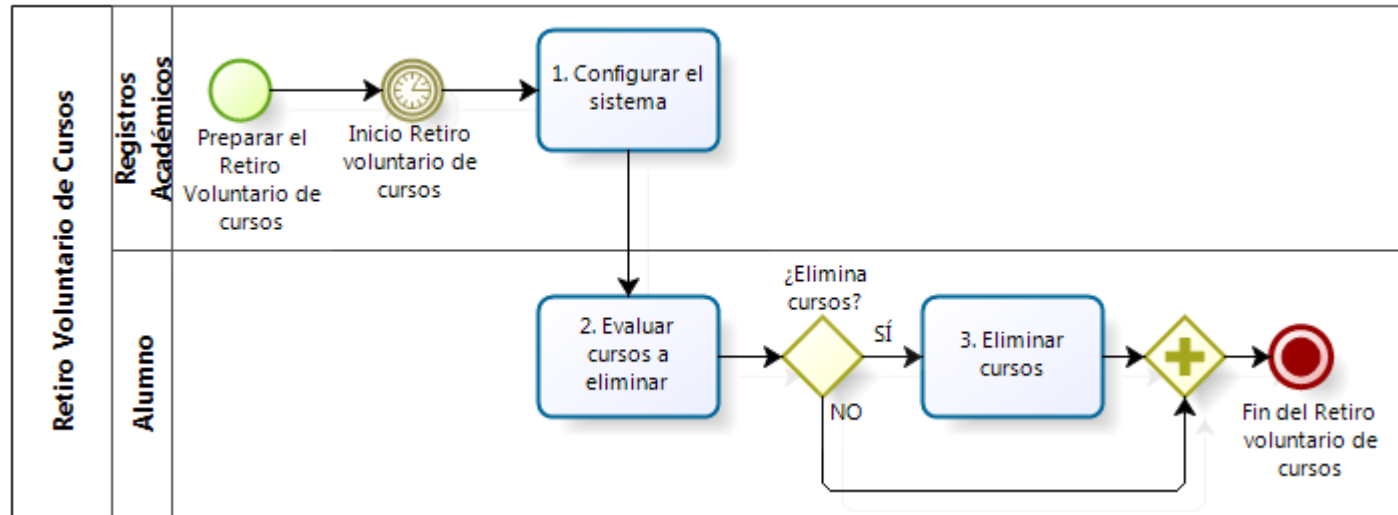 Retiro Voluntario de Cursos
Registros
Académicos
Preparar el
Retiro
Voluntario de
cursos
Inicio Retiro
voluntario de
cursos
1. Configurar el
sistema
Alumno
2. Evaluar
cursos a
eliminar
¿Elimina
cursos?
SÍ
NO
3. Eliminar
cursos
Fin del Retiro
voluntario de
cursos